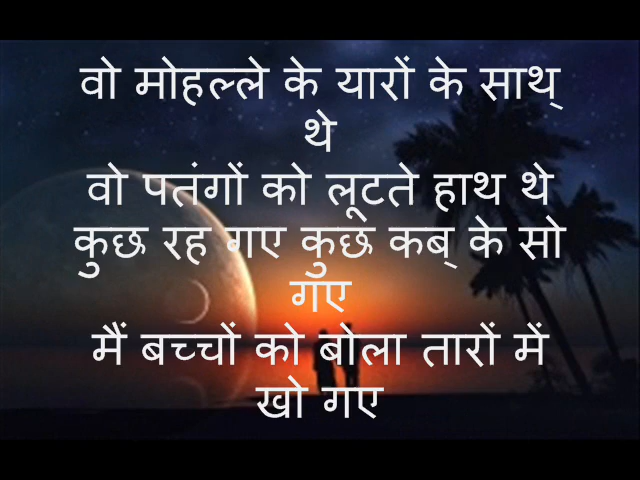 वो मोहल्ले के यारों के साथ्
थे
वो पतंगों को लूटते हाथ थे
कुछ रह गए कुछ कब् के सो
गए
मैं बच्चों को बोला तारों में
खो गए